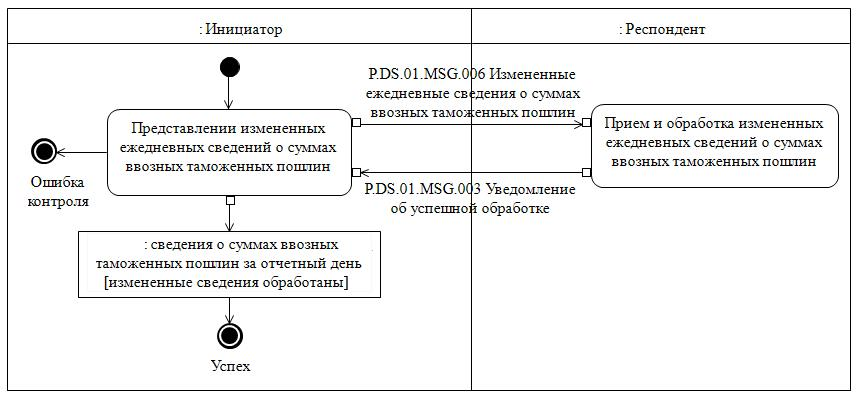 : Инициатор
: Респондент
P.DS.01.MSG.006 Измененные
ежедневные сведения о суммах
ввозных таможенных пошлин
Представлении измененных
ежедневных сведений о суммах
ввозных таможенных пошлин
Прием и обработка измененных
ежедневных сведений о суммах
ввозных таможенных пошлин
Ошибка
контроля
P.DS.01.MSG.003 Уведомление
об успешной обработке
: сведения о суммах ввозных
таможенных пошлин за отчетный день
[измененные сведения обработаны]
Успех